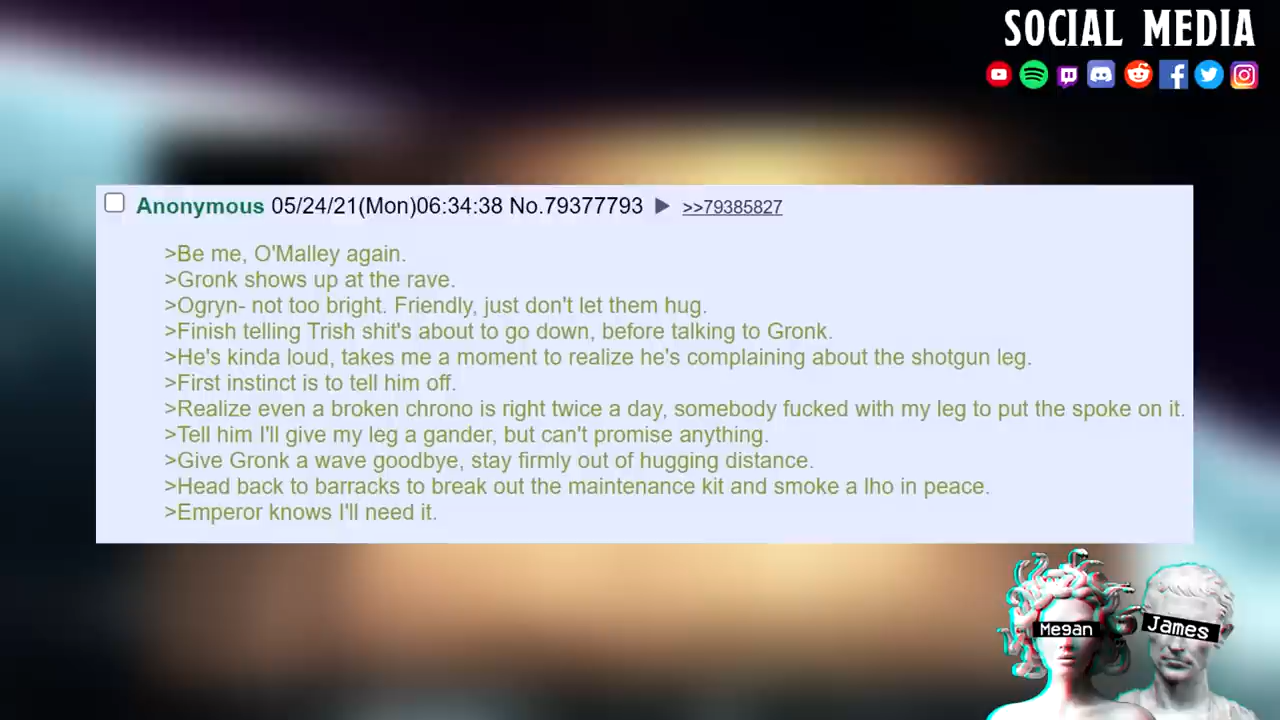 SOCIAL MEDIA
Anonymous 05/24/21(Mon)06:34:38 No.79377793 ▶ >>79385827
>Be me, O'Malley again.
>Gronk shows up at the rave.
>Ogryn- not too bright. Friendly, just don't let them hug.
>Finish telling Trish shit's about to go down, before talking to Gronk.
>He's kinda loud, takes me a moment to realize he's complaining about the shotgun leg.
>First instinct is to tell him off.
>Realize even a broken chrono is right twice a day, somebody fucked with my leg to put the spoke on it.
>Tell him I'll give my leg a gander, but can't promise anything.
>Give Gronk a wave goodbye, stay firmly out of hugging distance.
>Head back to barracks to break out the maintenance kit and smoke a lho in peace.
>Emperor knows I'll need it.
Megan
James